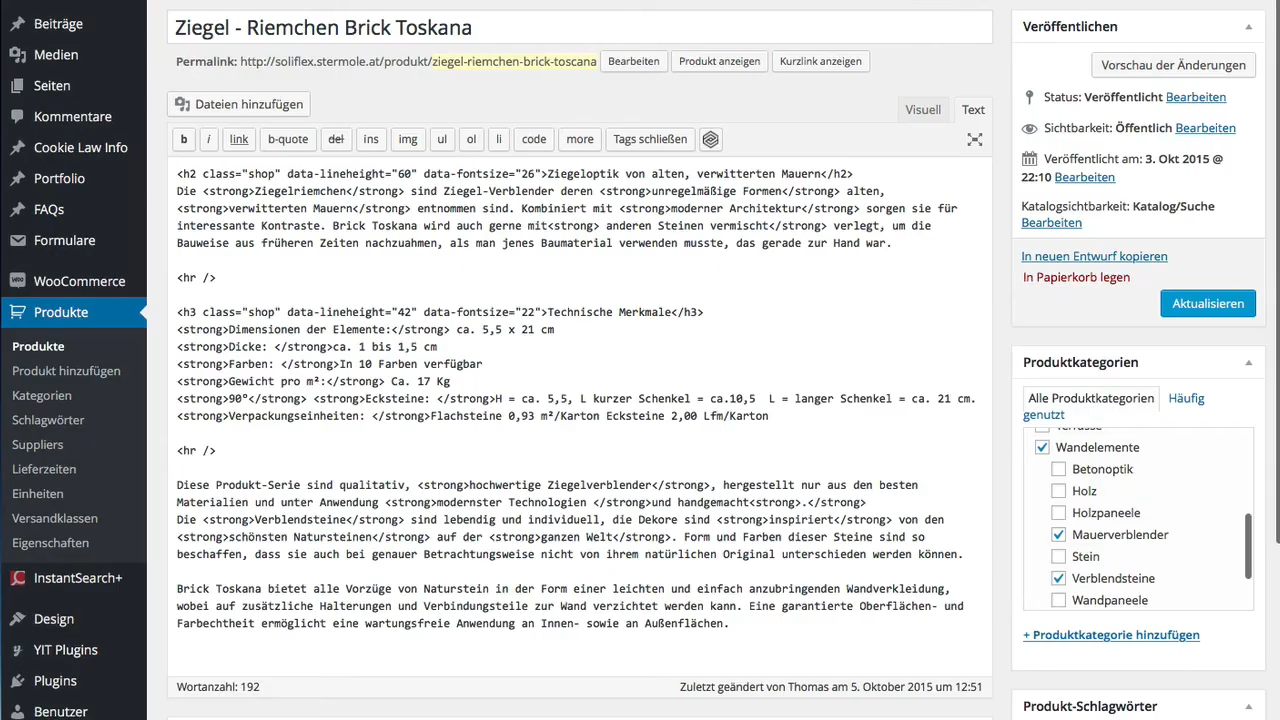 Beiträge
Medien
Seiten
Kommentare
Cookie Law Info
Portfolio
FAQs
Formulare
WooCommerce
Produkte
Produkte
Produkt hinzufügen
Kategorien
Schlagwörter
Suppliers
Lieferzeiten
Einheiten
Versandklassen
Eigenschaften
InstantSearch+
Design
YIT Plugins
Plugins
Benutzer
Ziegel - Riemchen Brick Toskana
Permalink: http://soliflex.stermole.at/produkt/ziegel-riemchen-brick-toscana Bearbeiten Produkt anzeigen Kurzlink anzeigen
Dateien hinzufügen
Visuell Text
b i link b-quote del ins img ul ol li code more Tags schließen
<h2 class="shop" data-lineheight="60" data-fontsize="26">Ziegeloptik von alten, verwitterten Mauern</h2>
Die <strong>Ziegelriemchen</strong> sind Ziegel-Verblender deren <strong>unregelmäßige Formen</strong> alten,
<strong>verwitterten Mauern</strong> entnommen sind. Kombiniert mit <strong>moderner Architektur</strong> sorgen sie für
interessante Kontraste. Brick Toskana wird auch gerne mit<strong> anderen Steinen vermischt</strong> verlegt, um die
Bauweise aus früheren Zeiten nachzuahmen, als man jenes Baumaterial verwenden musste, das gerade zur Hand war.
<hr />
<h3 class="shop" data-lineheight="42" data-fontsize="22">Technische Merkmale</h3>
<strong>Dimensionen der Elemente:</strong> ca. 5,5 x 21 cm
<strong>Dicke: </strong>ca. 1 bis 1,5 cm
<strong>Farben: </strong>In 10 Farben verfügbar
<strong>Gewicht pro m²:</strong> Ca. 17 Kg
<strong>90°</strong> <strong>Ecksteine: </strong>H = ca. 5,5, L kurzer Schenkel = ca.10,5  L = langer Schenkel = ca. 21 cm.
<strong>Verpackungseinheiten: </strong>Flachsteine 0,93 m²/Karton Ecksteine 2,00 Lfm/Karton
<hr />
Diese Produkt-Serie sind qualitativ, <strong>hochwertige Ziegelverblender</strong>, hergestellt nur aus den besten
Materialien und unter Anwendung <strong>modernster Technologien </strong>und handgemacht<strong>.</strong>
Die <strong>Verblendsteine</strong> sind lebendig und individuell, die Dekore sind <strong>inspiriert</strong> von den
<strong>schönsten Natursteinen</strong> auf der <strong>ganzen Welt</strong>. Form und Farben dieser Steine sind so
beschaffen, dass sie auch bei genauer Betrachtungsweise nicht von ihrem natürlichen Original unterschieden werden können.
Brick Toskana bietet alle Vorzüge von Naturstein in der Form einer leichten und einfach anzubringenden Wandverkleidung,
wobei auf zusätzliche Halterungen und Verbindungsteile zur Wand verzichtet werden kann. Eine garantierte Oberflächen- und
Farbechtheit ermöglicht eine wartungsfreie Anwendung an Innen- sowie an Außenflächen.
Wortanzahl: 192 Zuletzt geändert von Thomas am 5. Oktober 2015 um 12:51
Veröffentlichen
Vorschau der Änderungen
Status: Veröffentlicht Bearbeiten
Sichtbarkeit: Öffentlich Bearbeiten
Veröffentlicht am: 3. Okt 2015 @
22:10 Bearbeiten
Katalogsichtbarkeit: Katalog/Suche
Bearbeiten
In neuen Entwurf kopieren
In Papierkorb legen
Aktualisieren
Produktkategorien
Alle Produktkategorien Häufig
genutzt
Terrasse
Wandelemente
Betonoptik
Holz
Holzpaneele
Mauerverblender
Stein
Verblendsteine
Wandpaneele
+ Produktkategorie hinzufügen
Produkt-Schlagwörter